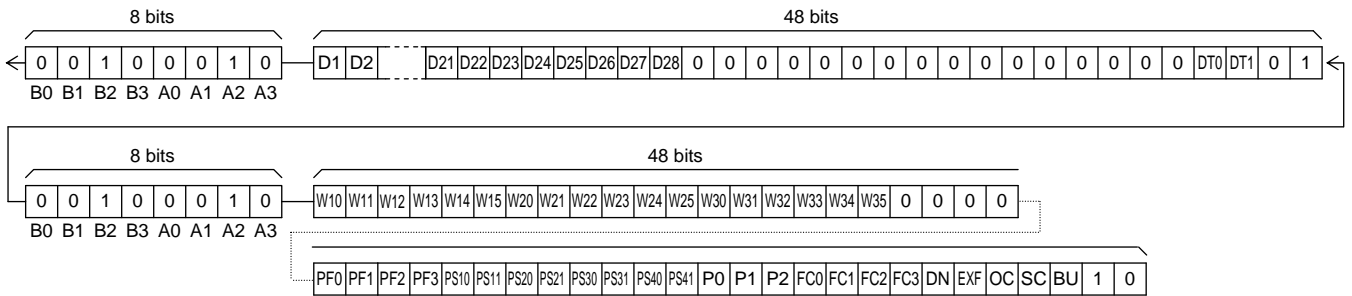 8 bits 48 bits
0 0 1 0 0 0 1 0 D1 D2 D21 D22 D23 D24 D25 D26 D27 D28 0 0 0 0 0 0 0 0 0 0 0 0 0 0 0 0 DT0 DT1 0 1
B0 B1 B2 B3 A0 A1 A2 A3
8 bits 48 bits
0 0 1 0 0 0 1 0 W10 W11 W12 W13 W14 W15 W20 W21 W22 W23 W24 W25 W30 W31 W32 W33 W34 W35 0 0 0 0
B0 B1 B2 B3 A0 A1 A2 A3
PF0 PF1 PF2 PF3 PS10 PS11 PS20 PS21 PS30 PS31 PS40 PS41 P0 P1 P2 FC0 FC1 FC2 FC3 DN EXF OC SC BU 1 0